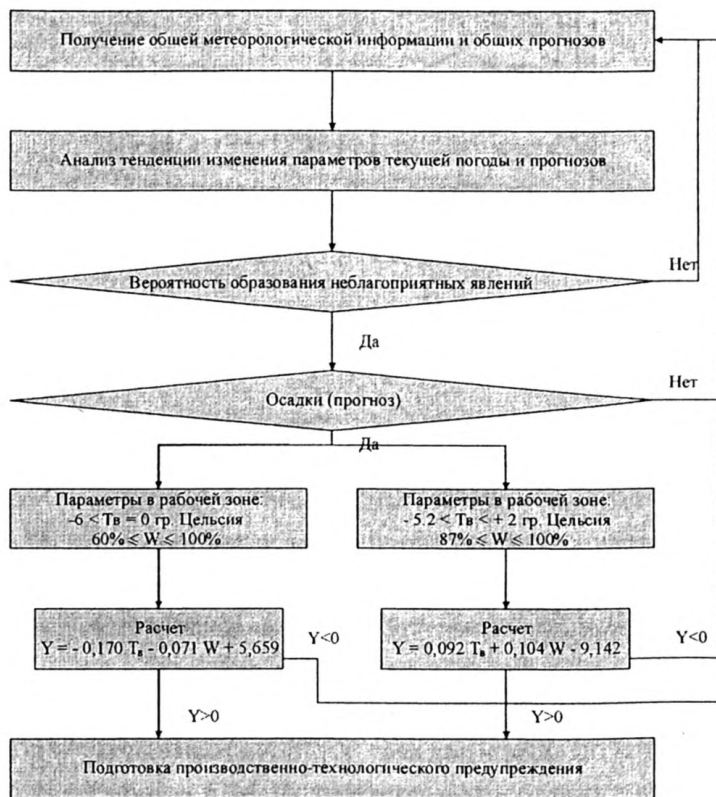 Получение общей метеорологической информации и общих прогнозов
Анализ тенденции изменения параметров текущей погоды и прогнозов
Вероятность образования неблагоприятных явлений
Нет
Да
Осадки (прогноз)
Нет
Да
Параметры в рабочей зоне:
-6 < Тв = 0 гр. Цельсия
60% ⩽ W ⩽ 100%
Параметры в рабочей зоне:
- 5.2 < Тв < + 2 гр. Цельсия
87% ⩽ W ⩽ 100%
Расчет
Y = - 0,170 Tв - 0,071 W + 5,659
Y<0
Расчет
Y = 0,092 Tв + 0,104 W - 9,142
Y<0
Y>0
Y>0
Подготовка производственно-технологического предупреждения